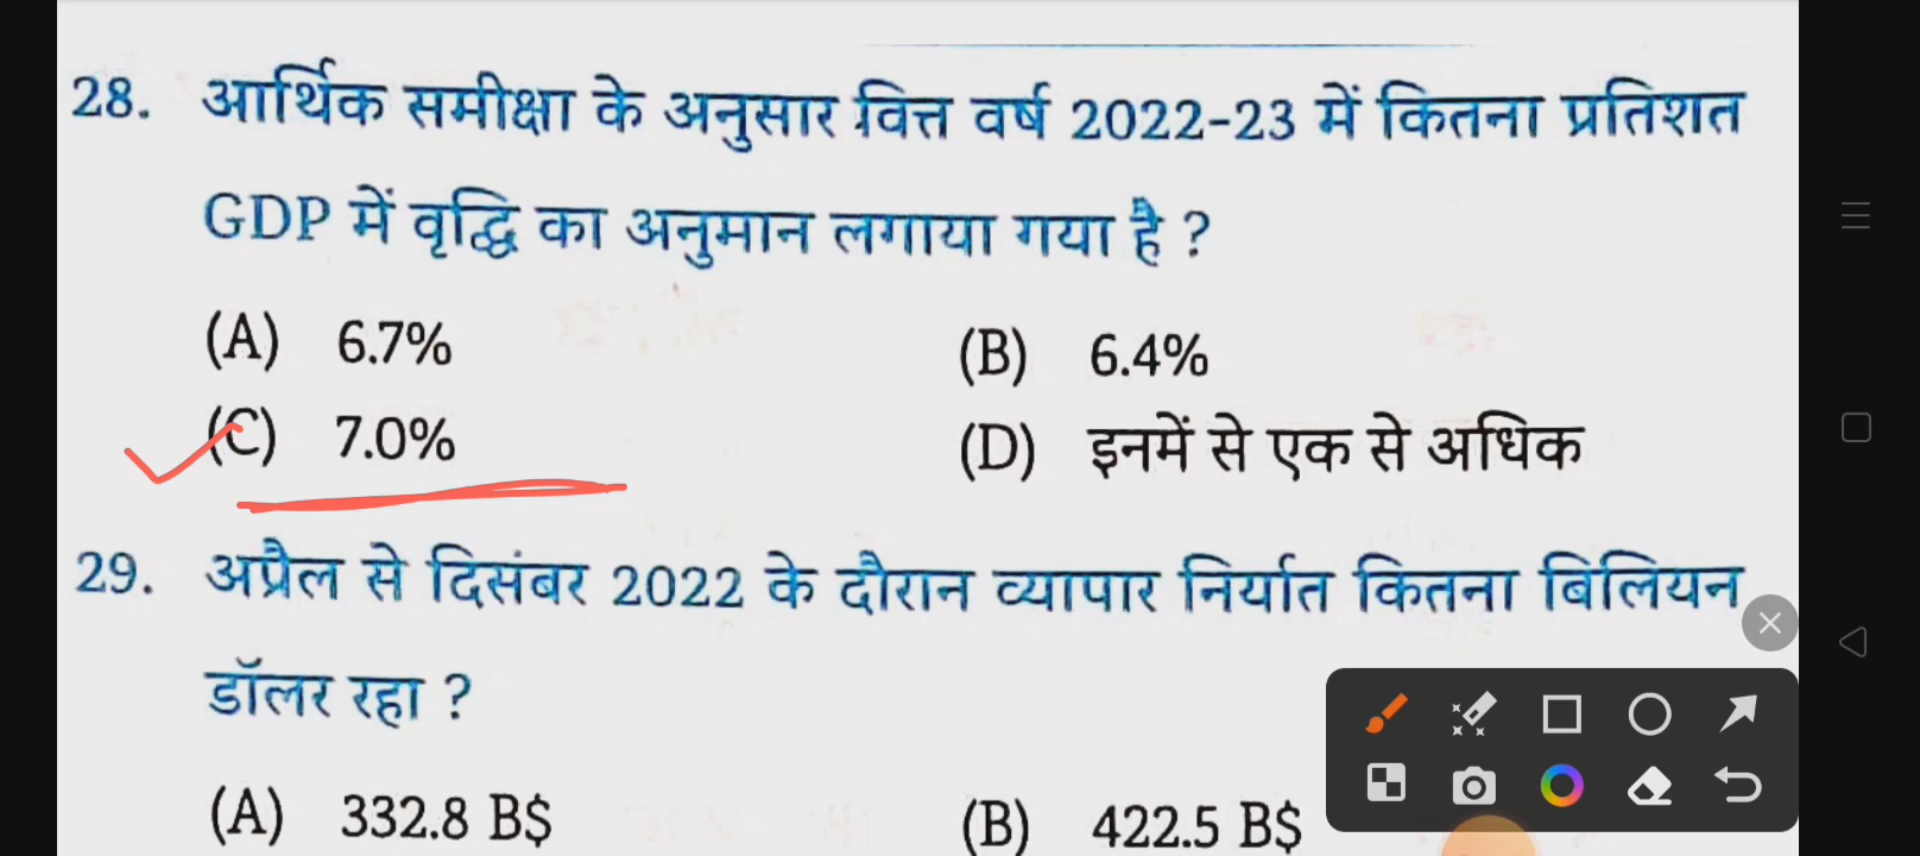 28. आर्थिक समीक्षा के अनुसार वित्त वर्ष 2022-23 में कितना प्रतिशत
GDP में वृद्धि का अनुमान लगाया गया है ?
(A) 6.7% (B) 6.4%
(C) 7.0% (D) इनमें से एक से अधिक
29. अप्रैल से दिसंबर 2022 के दौरान व्यापार निर्यात कितना बिलियन
डॉलर रहा ?
(A) 332.8 B$ (B) 422.5 B$